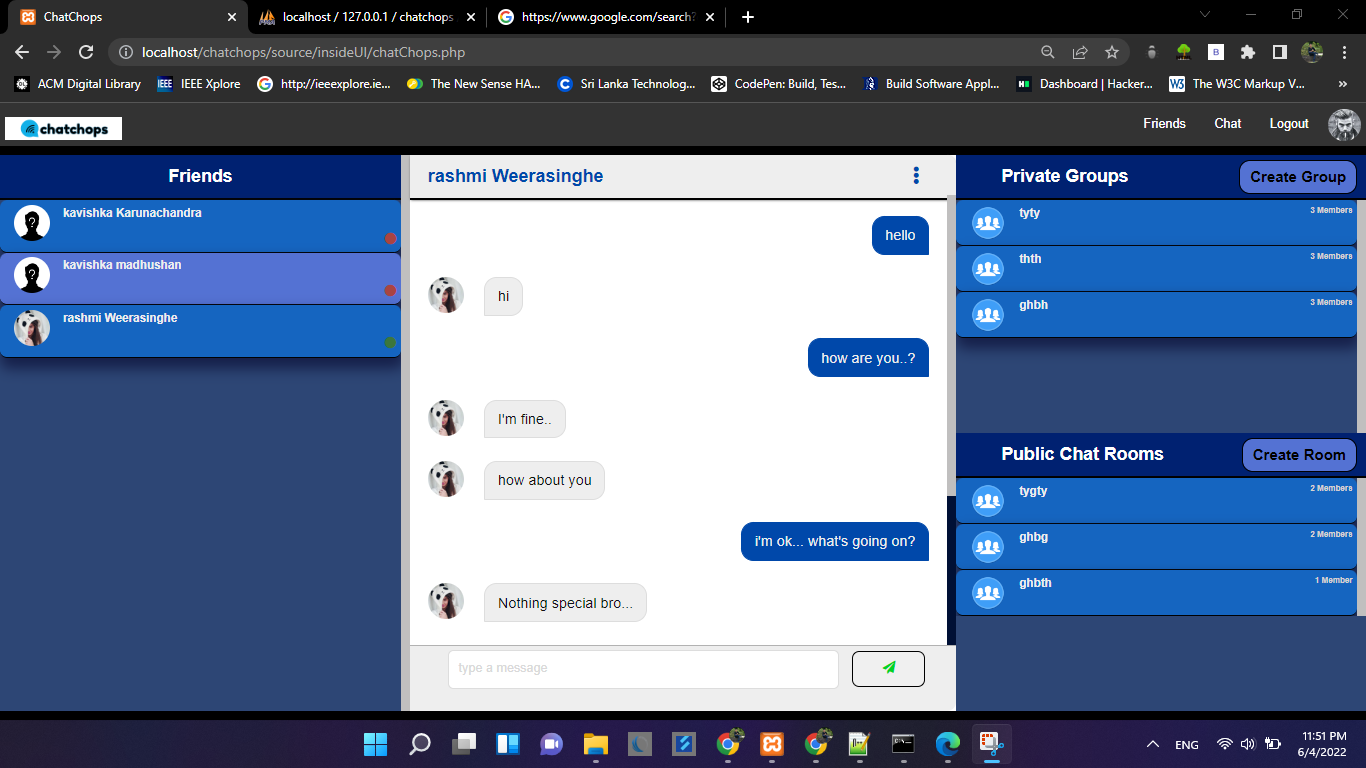 ChatChops
localhost / 127.0.0.1 / chatchops
https://www.google.com/search?
localhost/chatchops/source/insideUI/chatChops.php
ACM Digital Library
IEEE Xplore
http://ieeexplore.ie...
The New Sense HA...
Sri Lanka Technolog...
CodePen: Build, Tes...
Build Software Appl...
Dashboard | Hacker...
The W3C Markup V...
chatchops
Friends
Chat
Logout
Friends
kavishka Karunachandra
kavishka madhushan
rashmi Weerasinghe
rashmi Weerasinghe
hello
hi
how are you..?
I'm fine..
how about you
i'm ok... what's going on?
Nothing special bro...
type a message
Private Groups
Create Group
tyty
3 Members
thth
3 Members
ghbh
3 Members
Public Chat Rooms
Create Room
tygty
2 Members
ghbg
2 Members
ghbth
1 Member
ENG
11:51 PM
6/4/2022